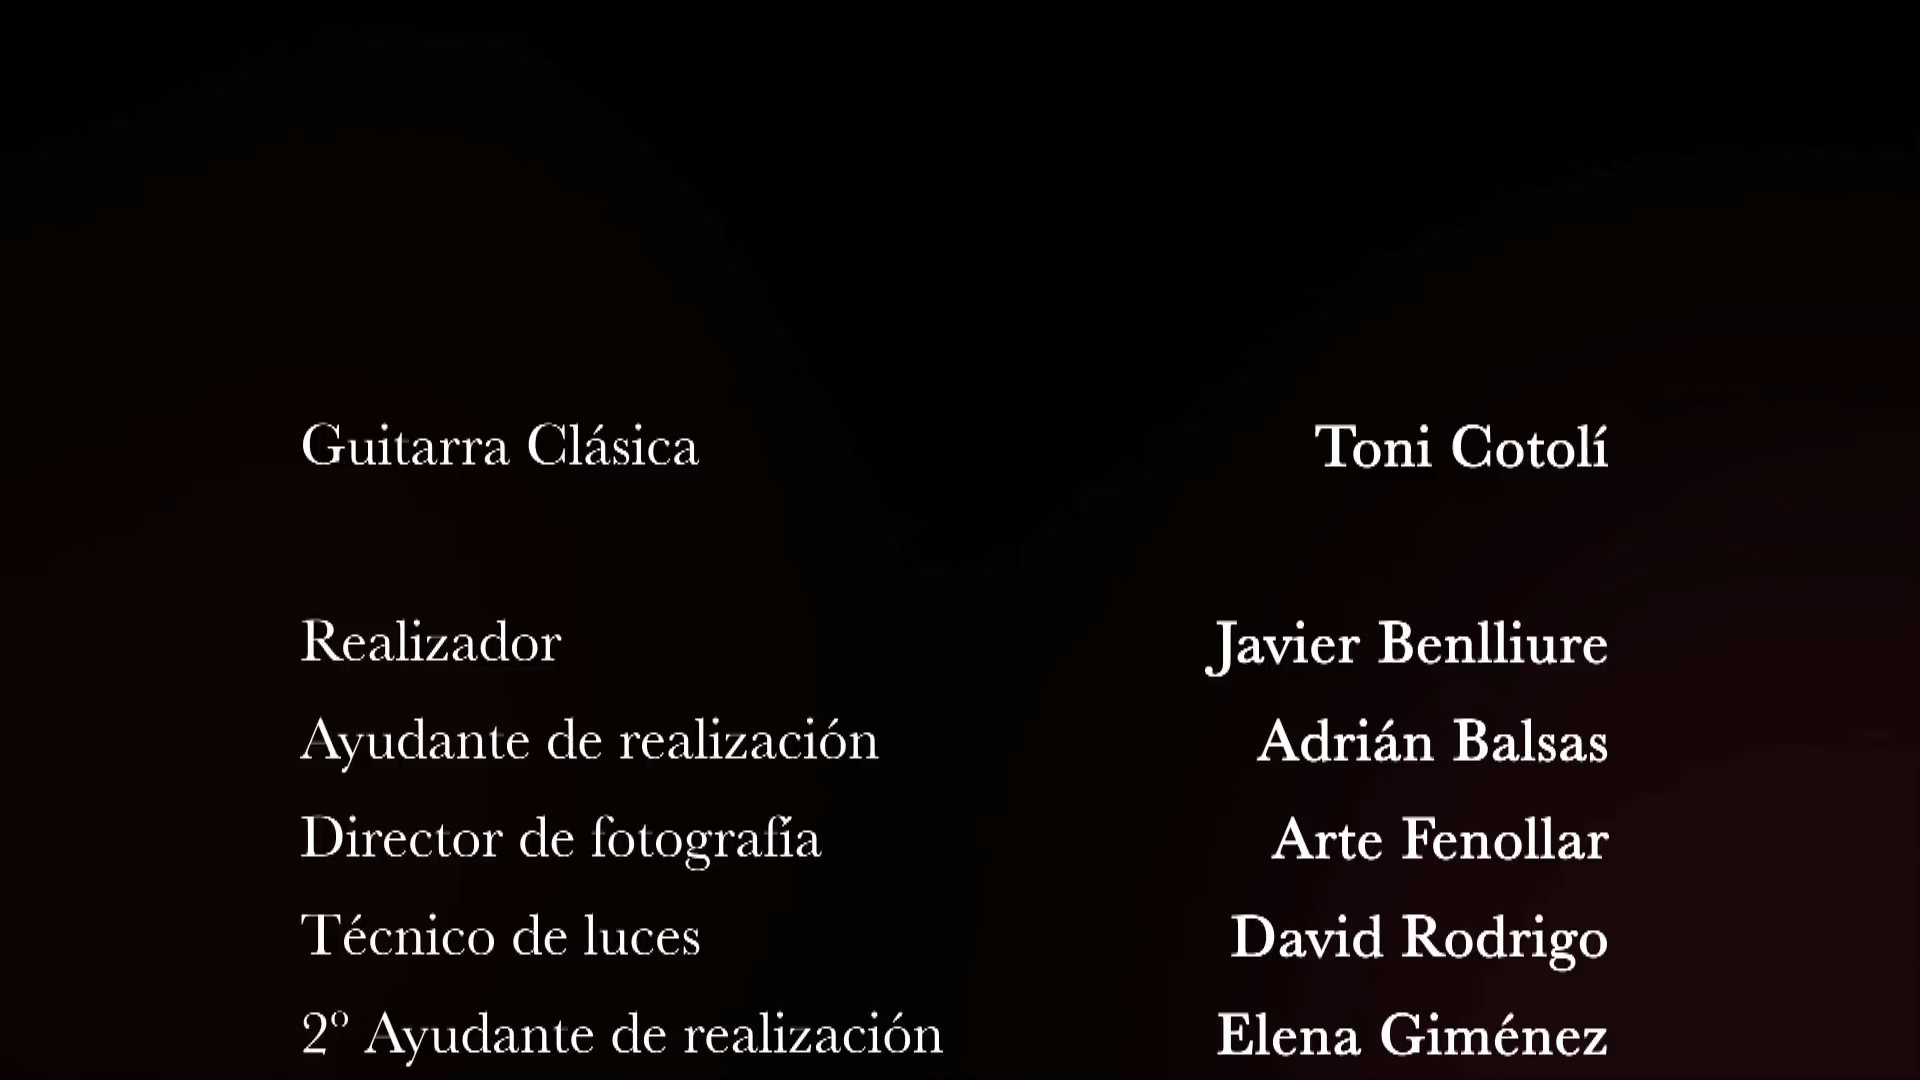 Guitarra Clásica Toni Cotolí
Realizador Javier Benlliure
Ayudante de realización Adrián Balsas
Director de fotografía Arte Fenollar
Técnico de luces David Rodrigo
2º Ayudante de realización Elena Giménez